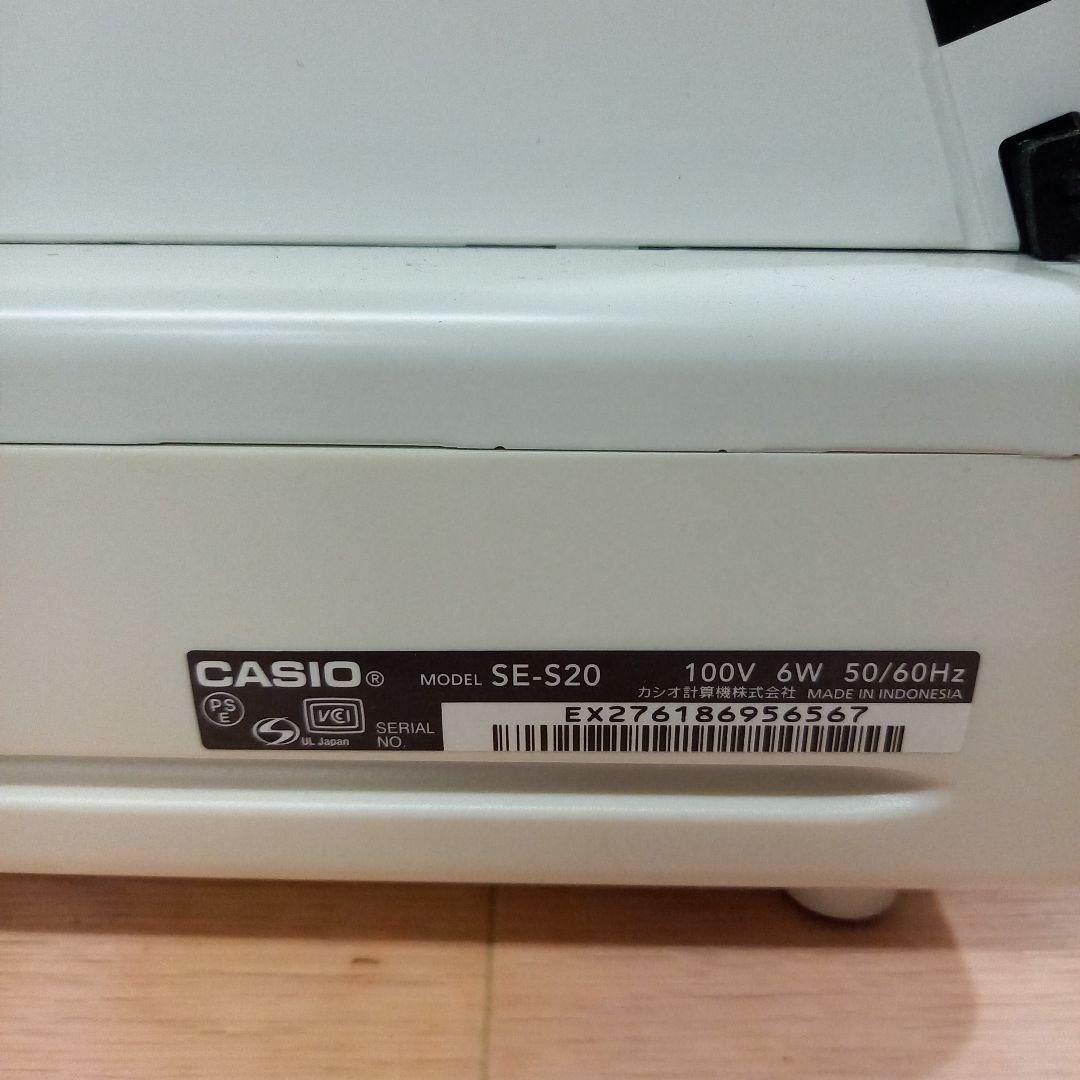 CASIO® MODEL SE-S20 100V 6W 50/60Hz
カシオ計算機株式会社 MADE IN INDONESIA
PS
E
VCI
UL Japan
SERIAL
NO.
EX276186956567